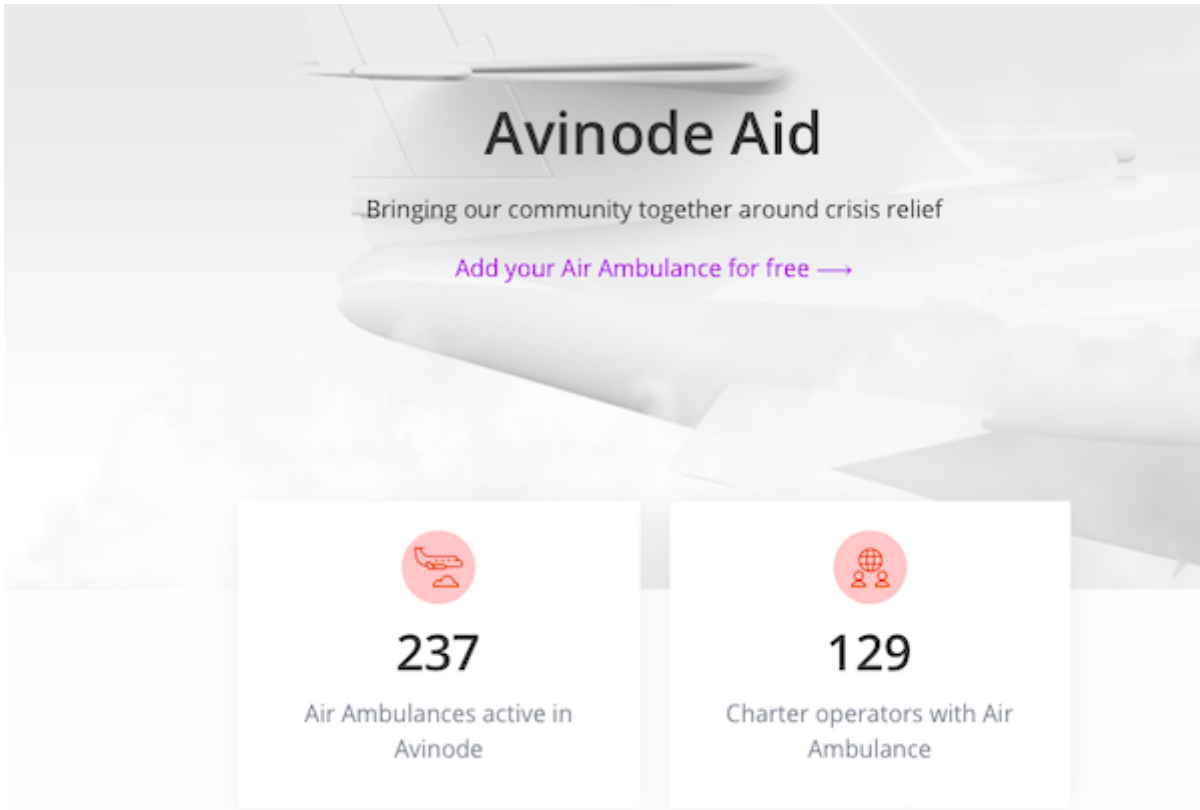 Avinode Aid
Bringing our community together around crisis relief
Add your Air Ambulance for free ⟶
237
Air Ambulances active in
Avinode
129
Charter operators with Air
Ambulance